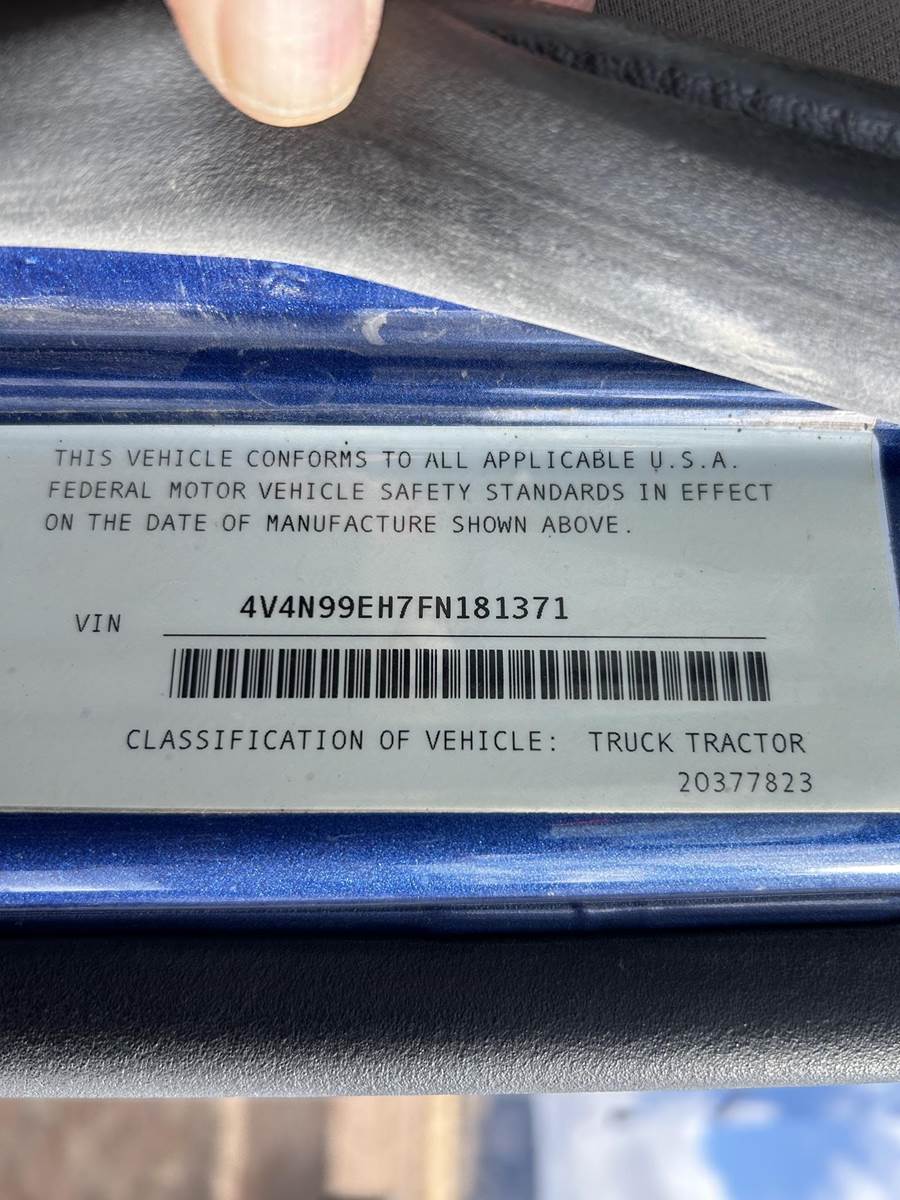 THIS VEHICLE CONFORMS TO ALL APPLICABLE U.S.A.
FEDERAL MOTOR VEHICLE SAFETY STANDARDS IN EFFECT
ON THE DATE OF MANUFACTURE SHOWN ABOVE.
VIN 4V4N99EH7FN181371
CLASSIFICATION OF VEHICLE: TRUCK TRACTOR
20377823